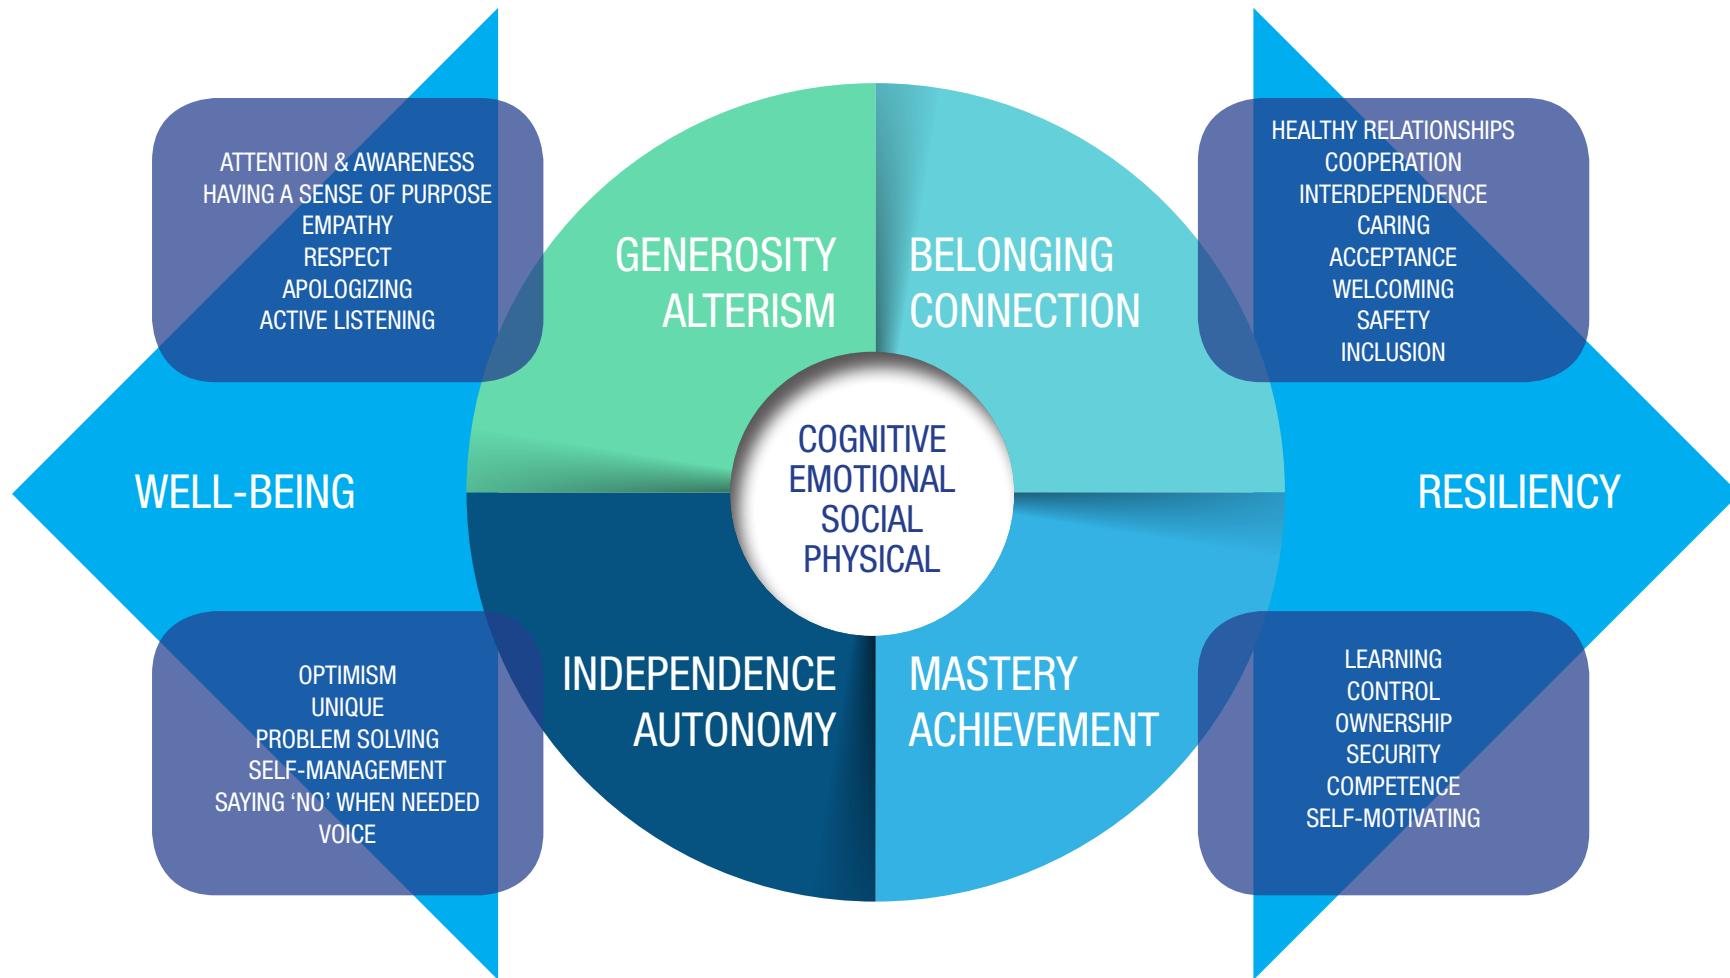 ATTENTION & AWARENESS
HAVING A SENSE OF PURPOSE
EMPATHY
RESPECT
APOLOGIZING
ACTIVE LISTENING
GENEROSITY
ALTERISM
BELONGING
CONNECTION
HEALTHY RELATIONSHIPS
COOPERATION
INTERDEPENDENCE
CARING
ACCEPTANCE
WELCOMING
SAFETY
INCLUSION
WELL-BEING
COGNITIVE
EMOTIONAL
SOCIAL
PHYSICAL
RESILIENCY
OPTIMISM
UNIQUE
PROBLEM SOLVING
SELF-MANAGEMENT
SAYING ‘NO’ WHEN NEEDED
VOICE
INDEPENDENCE
AUTONOMY
MASTERY
ACHIEVEMENT
LEARNING
CONTROL
OWNERSHIP
SECURITY
COMPETENCE
SELF-MOTIVATING